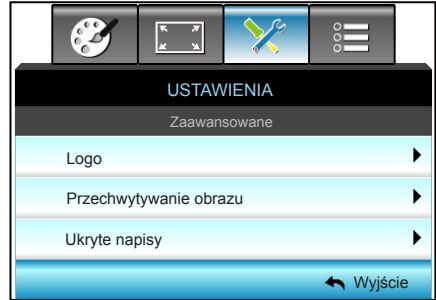 USTAWIENIA
Zaawansowane
Logo
Przechwytywanie obrazu
Ukryte napisy
Wyjście